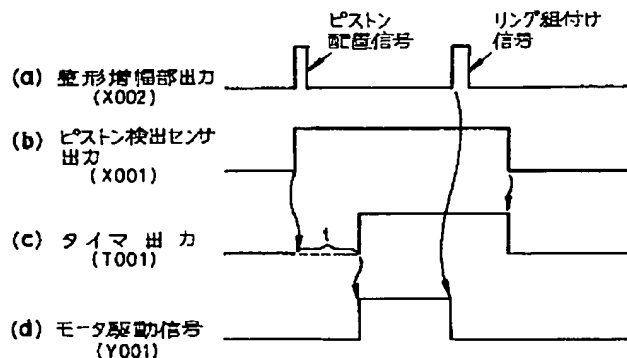 ピストン
配置信号
リング組付け
信号
(a) 整形増幅部出力
(X002)
(b) ピストン検出センサ
出力
(X001)
(c) タイマ出力
(T001)
t
(d) モータ駆動信号
(Y001)